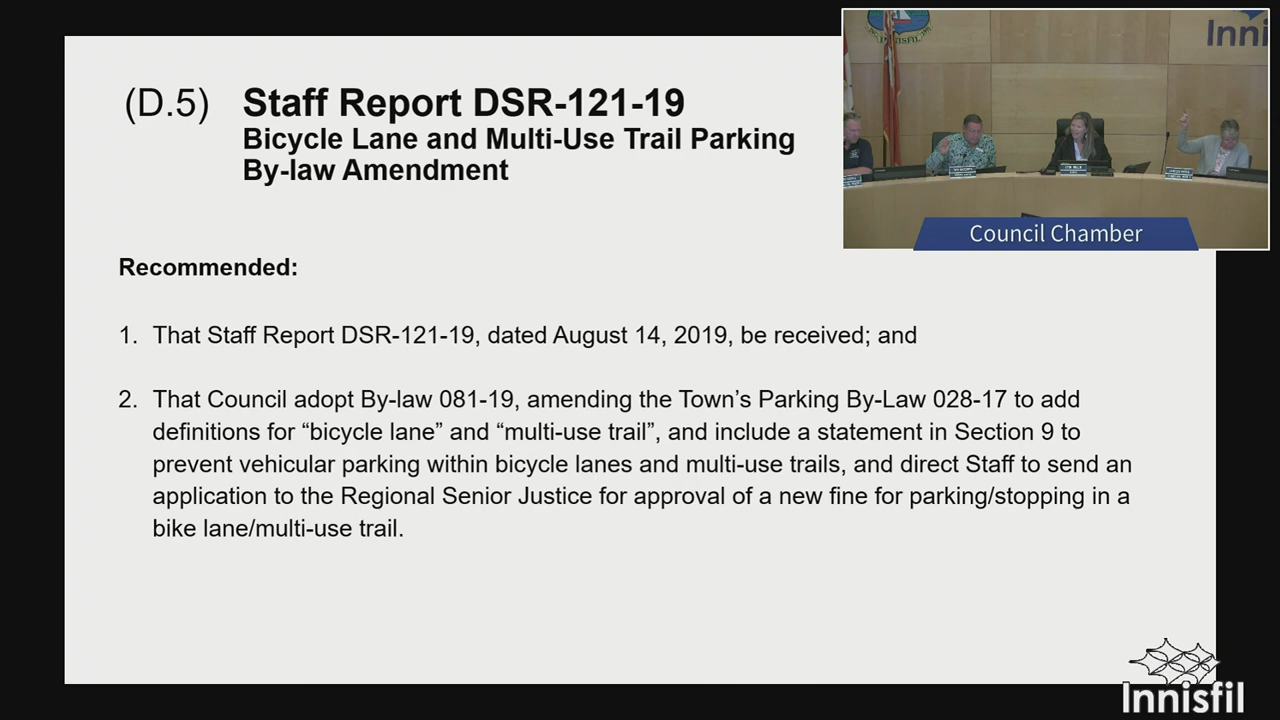 (D.5) Staff Report DSR-121-19
Bicycle Lane and Multi-Use Trail Parking
By-law Amendment
Inni
Council Chamber
Recommended:
1. That Staff Report DSR-121-19, dated August 14, 2019, be received; and
2. That Council adopt By-law 081-19, amending the Town’s Parking By-Law 028-17 to add
definitions for “bicycle lane” and “multi-use trail”, and include a statement in Section 9 to
prevent vehicular parking within bicycle lanes and multi-use trails, and direct Staff to send an
application to the Regional Senior Justice for approval of a new fine for parking/stopping in a
bike lane/multi-use trail.
Innisfil